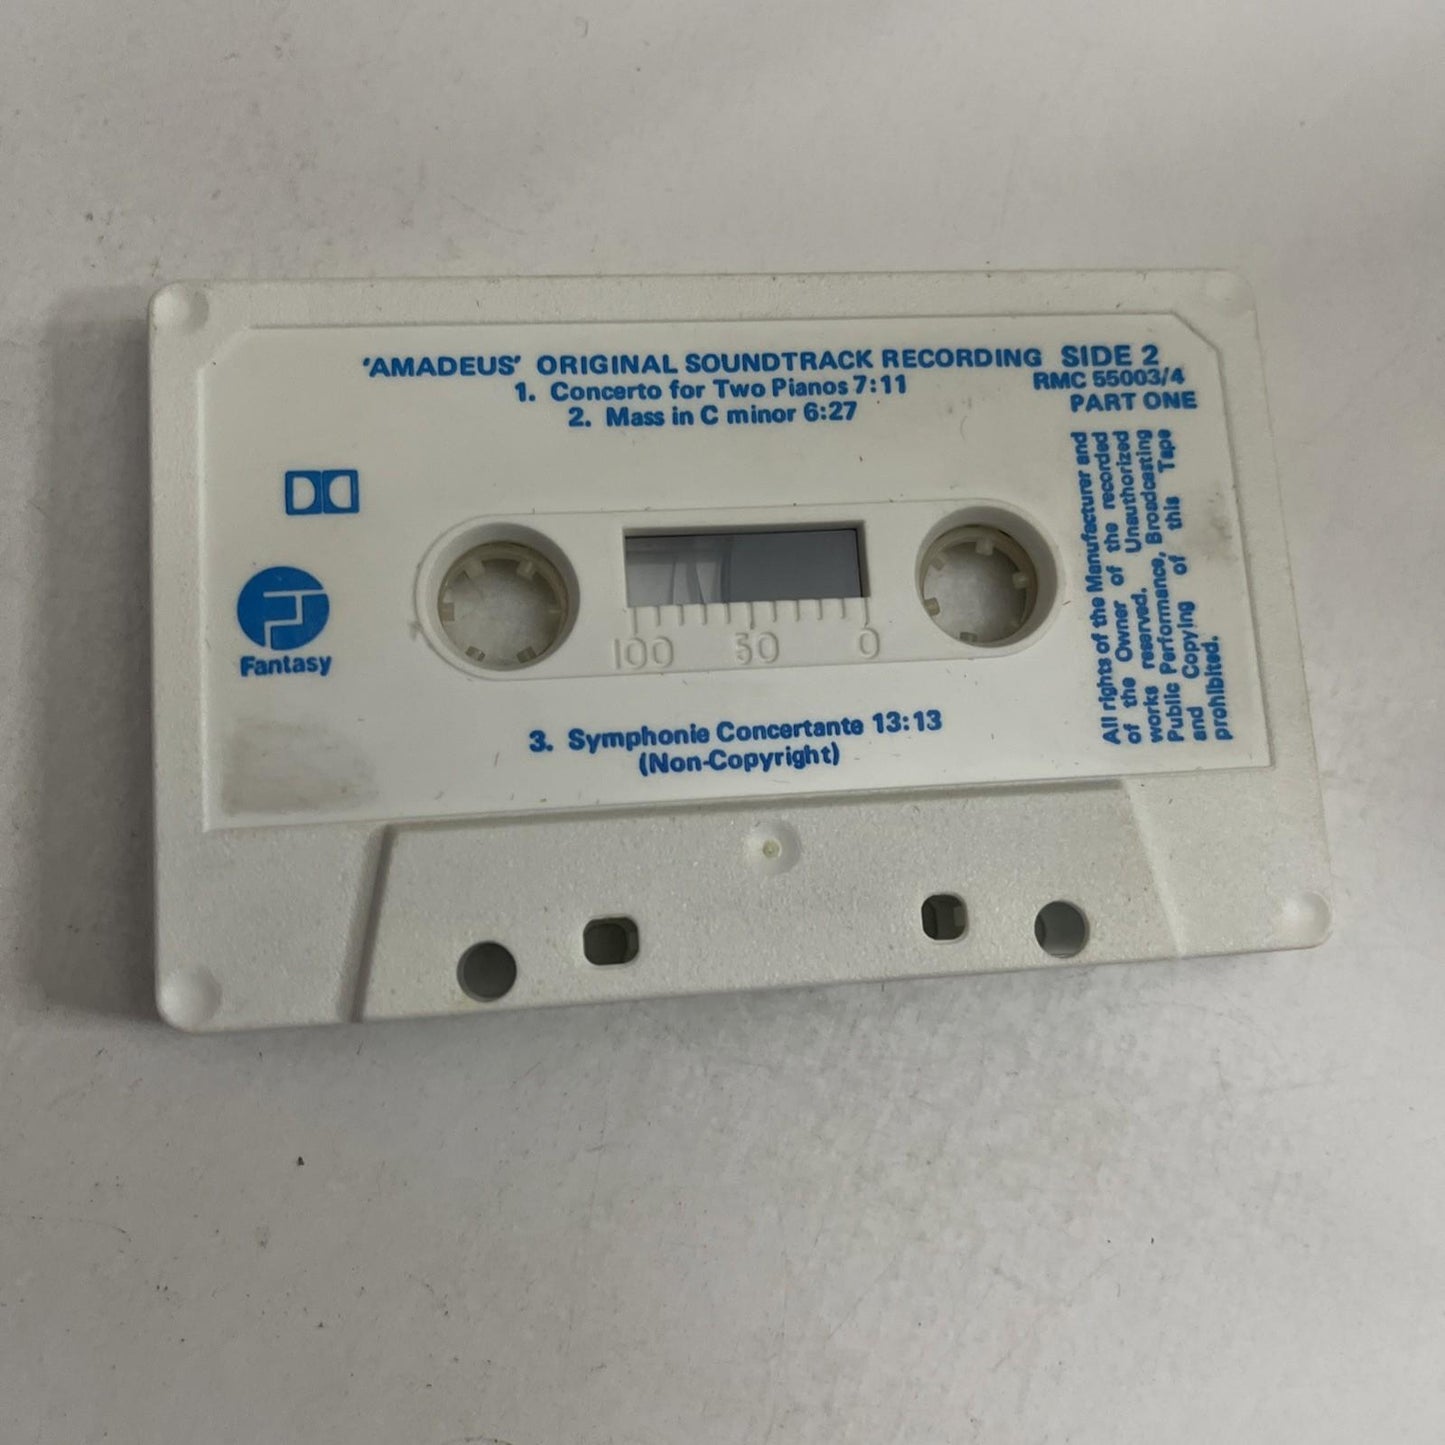 'AMADEUS' ORIGINAL SOUNDTRACK RECORDING SIDE 2
1. Concerto for Two Pianos 7:11
RMC 55003/4
2. Mass in C minor 6:27
PART ONE
Fantasy
100 50 0
3. Symphonie Concertante 13:13
(Non-Copyright)
All rights of the Manufacturer and
of the Owner of the recorded
works reserved. Unauthorized
Public Performance, Broadcasting
and Copying of this Tape
prohibited.